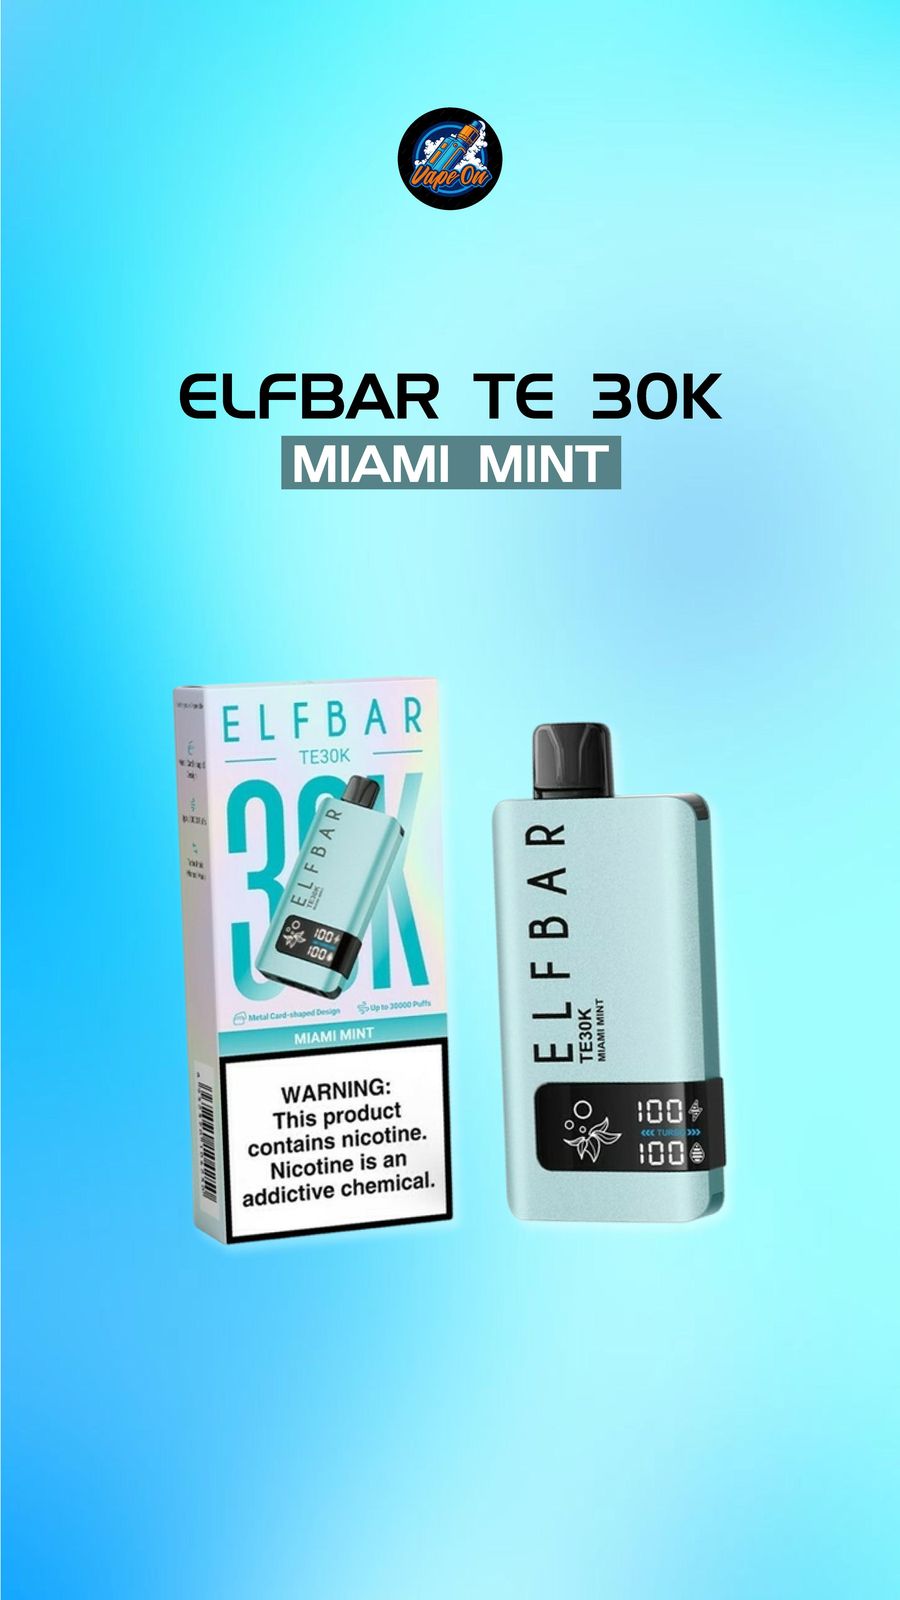 Vape On
ELFBAR TE 30K
MIAMI MINT
ELFBAR
TE30K
30K
ELFBAR
TE30K
100
100
Metal Card-shaped Design
Up to 30000 Puffs
MIAMI MINT
WARNING:
This product
contains nicotine.
Nicotine is an
addictive chemical.
ELFBAR
TE30K
MIAMI MINT
100
TURBO
100